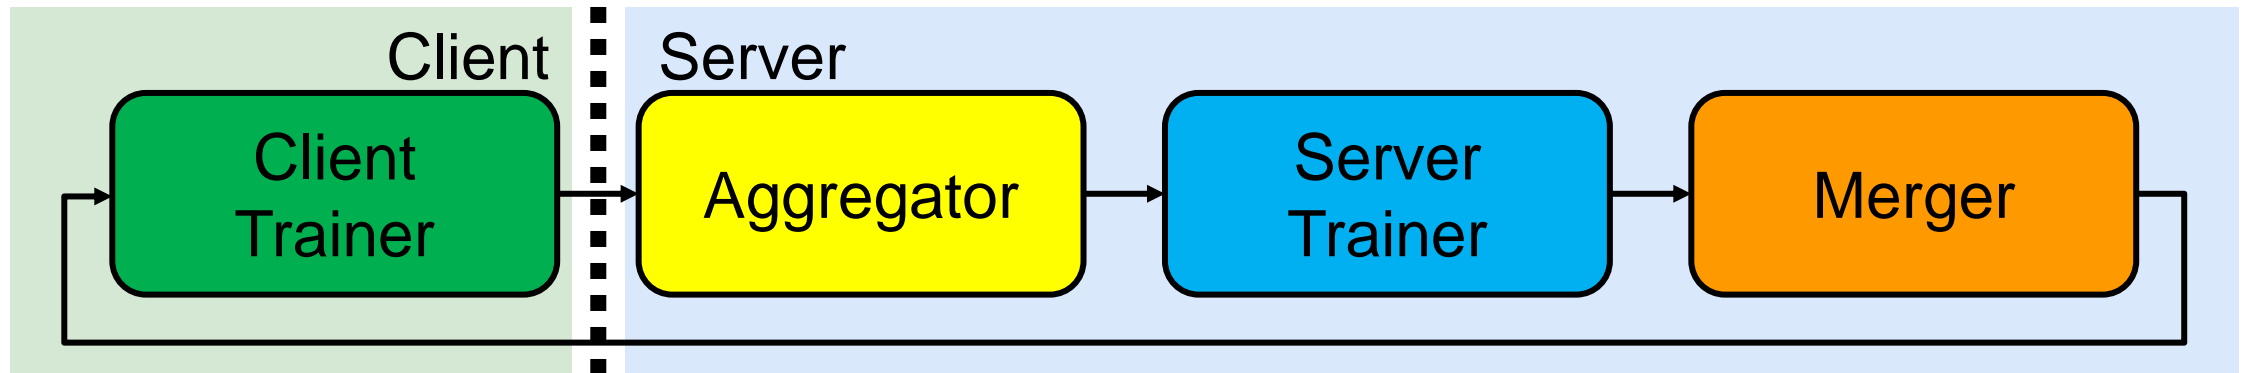 Client
Server
Client
Trainer
Aggregator
Server
Trainer
Merger